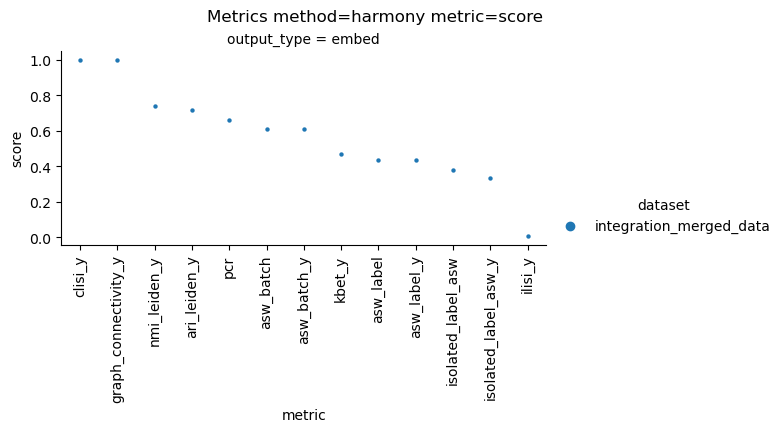 Metrics method=harmony metric=score
output_type = embed
score
1.0
0.8
0.6
0.4
0.2
0.0
clisi_y
graph_connectivity_y
nmi_leiden_y
ari_leiden_y
pcr
asw_batch
asw_batch_y
kbet_y
asw_label
asw_label_y
isolated_label_asw
isolated_label_asw_y
ilisi_y
metric
dataset
integration_merged_data